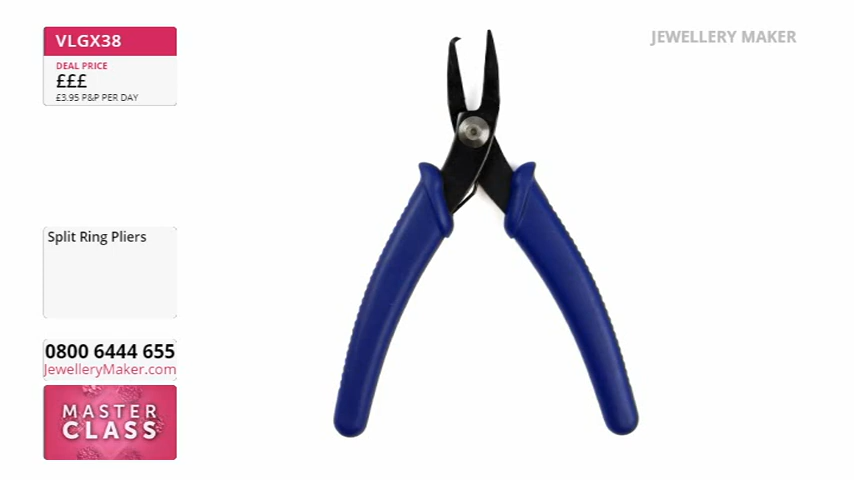 VLGX38
DEAL PRICE
£££
£3.95 P&P PER DAY
JEWELLERY MAKER
Split Ring Pliers
0800 6444 655
JewelleryMaker.com
MASTER
CLASS